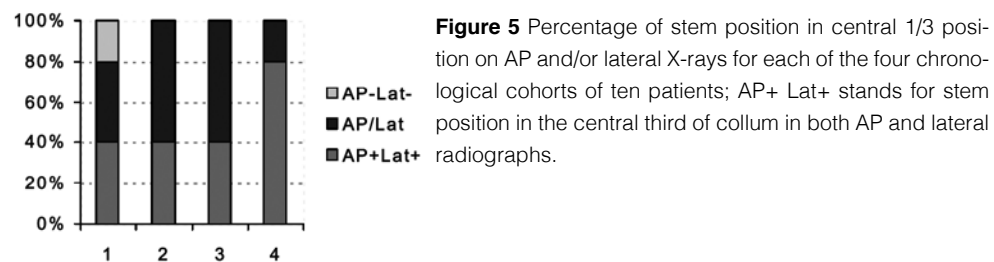 100%
80%
60%
40%
20%
0%
1 2 3 4
AP-Lat-
AP/Lat
AP+Lat+
Figure 5 Percentage of stem position in central 1/3 posi-
tion on AP and/or lateral X-rays for each of the four chrono-
logical cohorts of ten patients; AP+ Lat+ stands for stem
position in the central third of collum in both AP and lateral
radiographs.